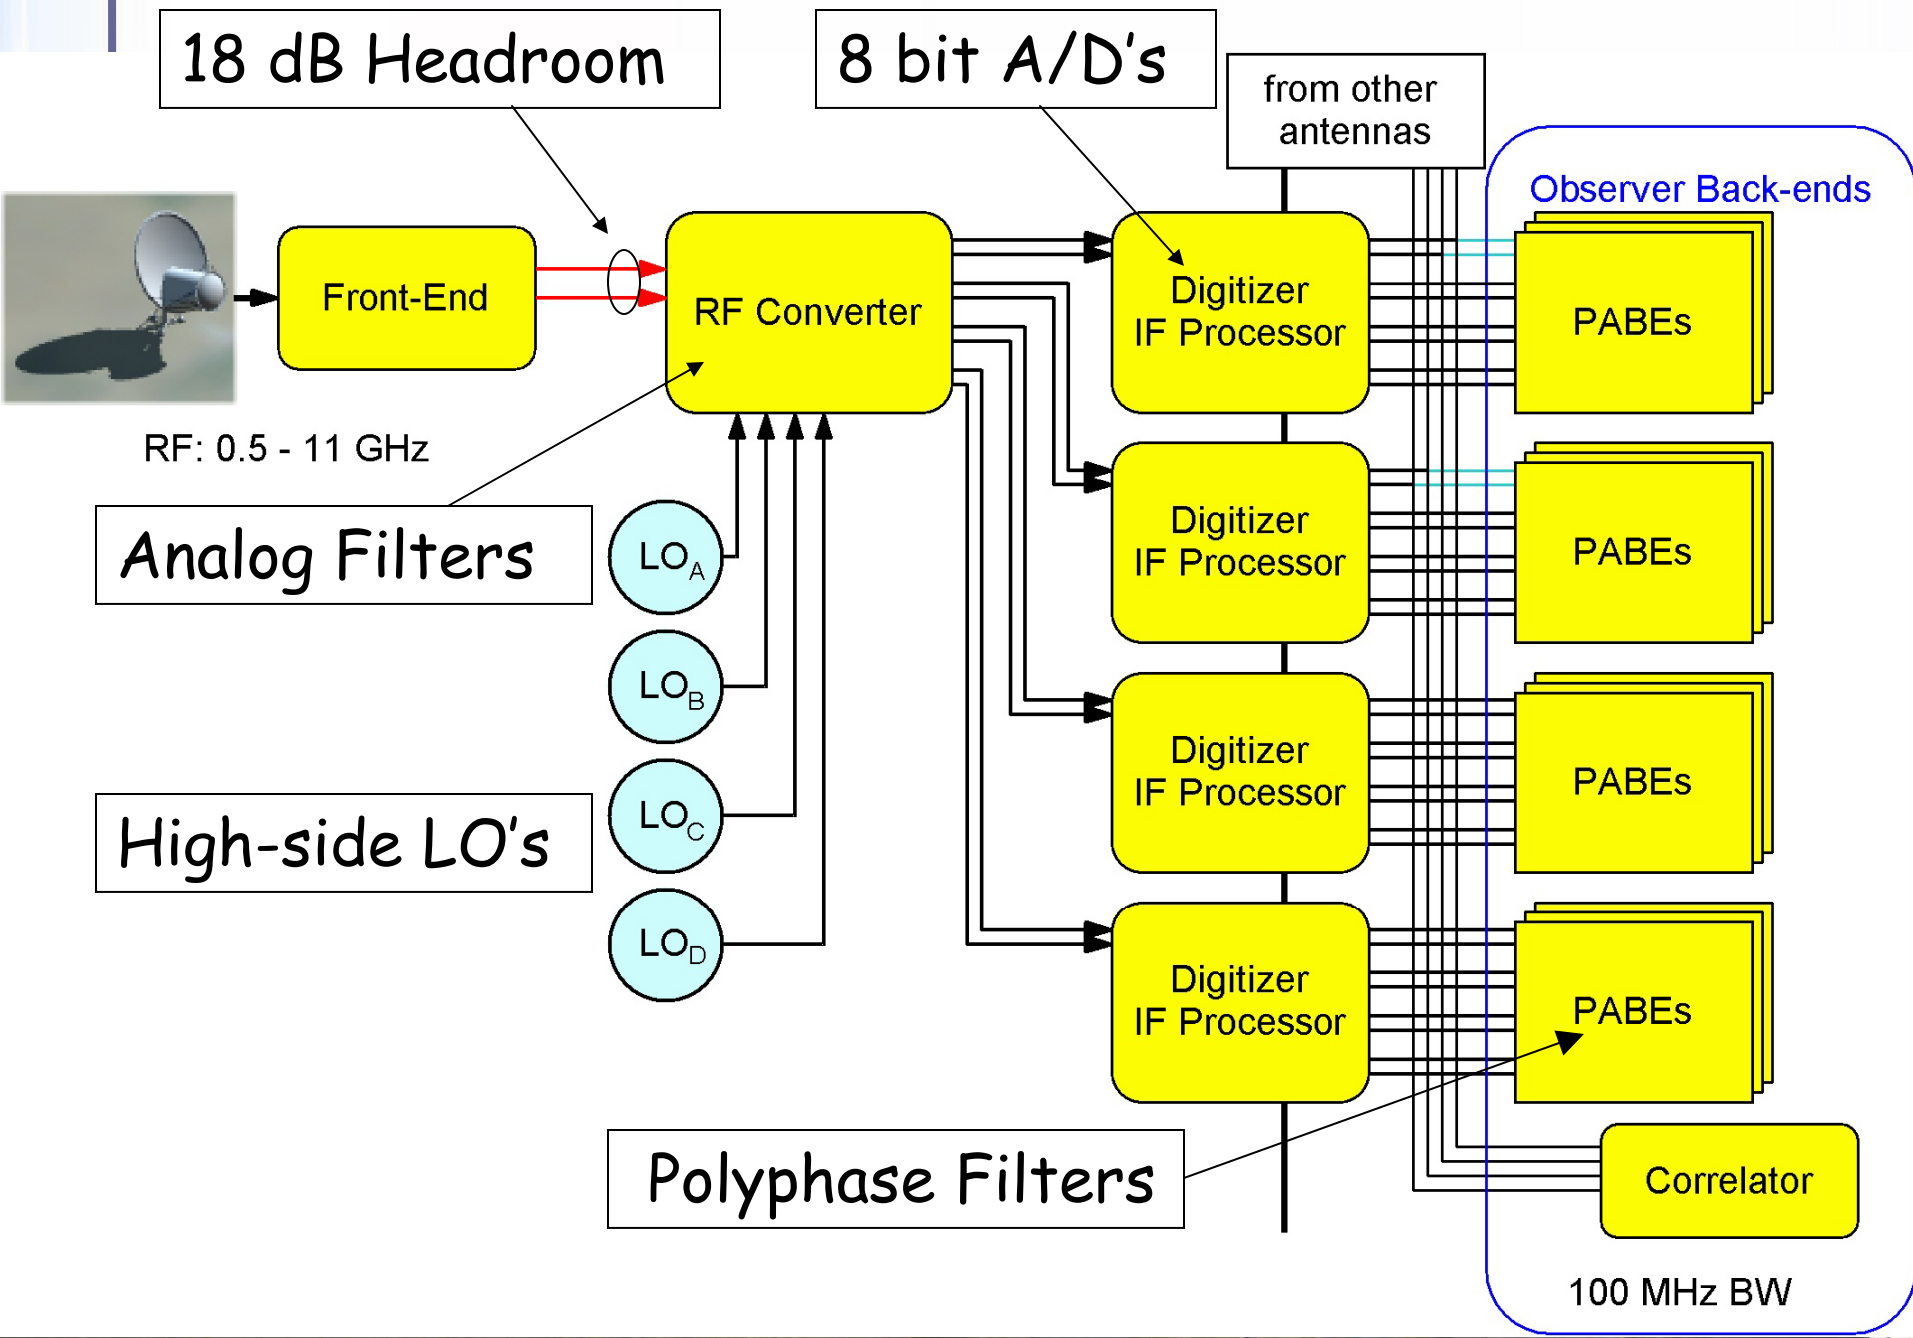 18 dB Headroom
8 bit A/D's
from other
antennas
Observer Back-ends
Front-End
RF Converter
Digitizer
IF Processor
PABEs
RF: 0.5 - 11 GHz
Analog Filters
LOA
Digitizer
IF Processor
PABEs
LOB
Digitizer
IF Processor
PABEs
High-side LO's
LOC
LOD
Digitizer
IF Processor
PABEs
Polyphase Filters
Correlator
100 MHz BW